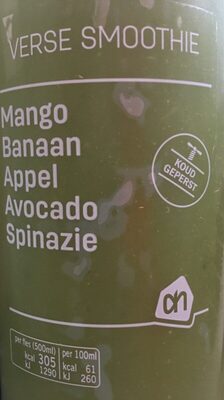 VERSE SMOOTHIE
Mango
Banaan
Appel
Avocado
Spinazie
KOUD
GEPERST
ah
per fles (500ml) per 100ml
kcal 305 kcal 61
kJ 1290 kJ 260